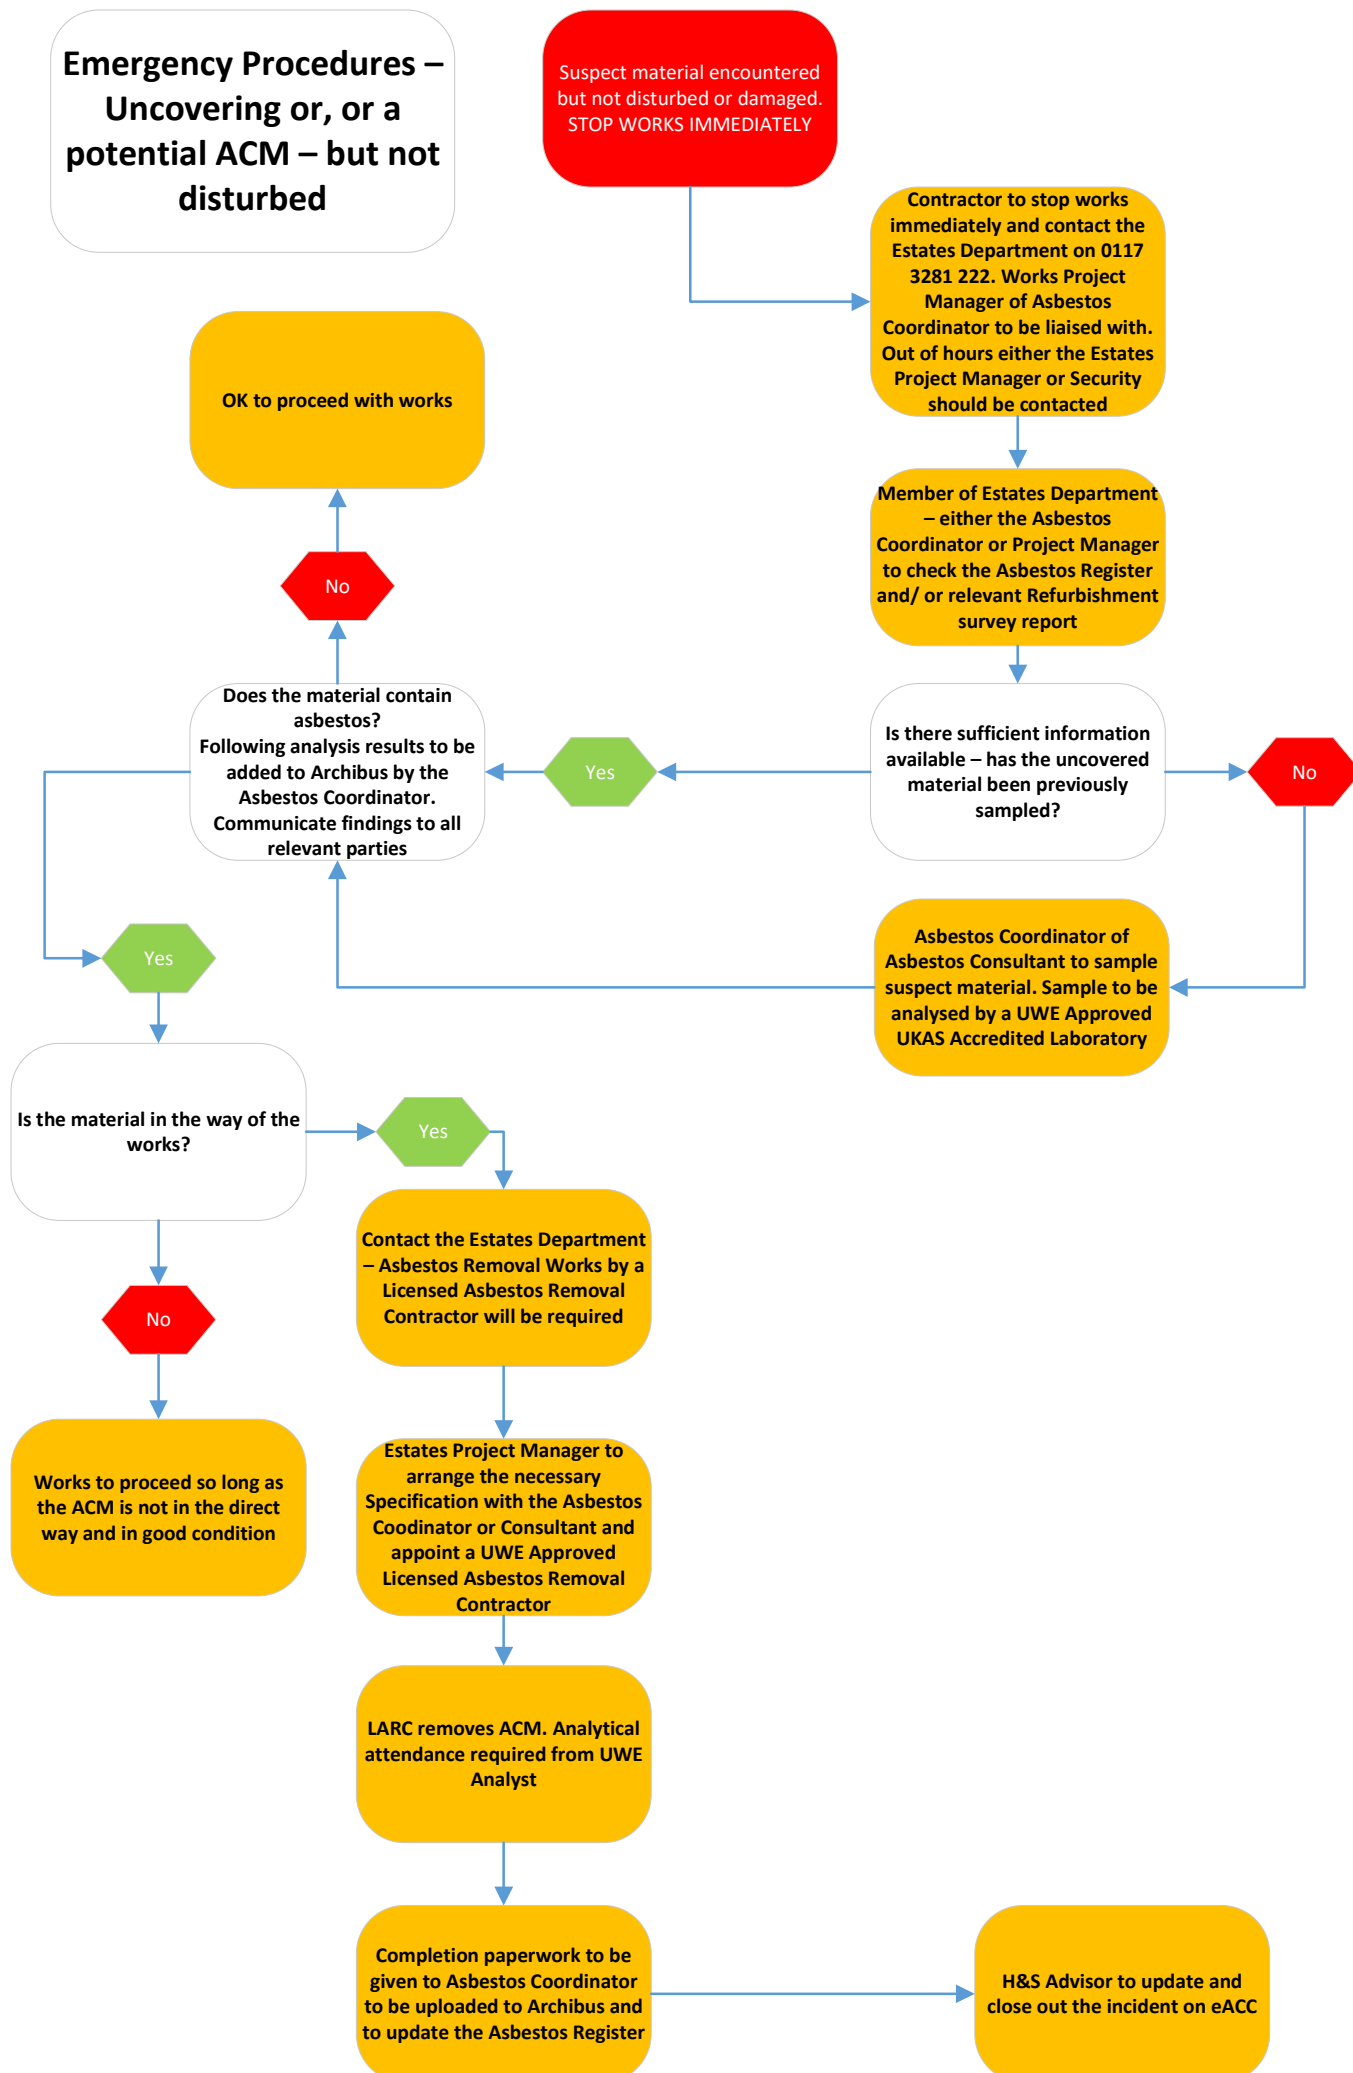 Emergency Procedures –
Uncovering or, or a
potential ACM – but not
disturbed
Suspect material encountered
but not disturbed or damaged.
STOP WORKS IMMEDIATELY
Contractor to stop works
immediately and contact the
Estates Department on 0117
3281 222. Works Project
Manager of Asbestos
Coordinator to be liaised with.
Out of hours either the Estates
Project Manager or Security
should be contacted
OK to proceed with works
Member of Estates Department
– either the Asbestos
Coordinator or Project Manager
to check the Asbestos Register
and/ or relevant Refurbishment
survey report
No
Does the material contain
asbestos?
Following analysis results to be
added to Archibus by the
Asbestos Coordinator.
Communicate findings to all
relevant parties
Yes
Is there sufficient information
available – has the uncovered
material been previously
sampled?
No
Yes
Asbestos Coordinator of
Asbestos Consultant to sample
suspect material. Sample to be
analysed by a UWE Approved
UKAS Accredited Laboratory
Is the material in the way of the
works?
Yes
Contact the Estates Department
– Asbestos Removal Works by a
Licensed Asbestos Removal
Contractor will be required
No
Works to proceed so long as
the ACM is not in the direct
way and in good condition
Estates Project Manager to
arrange the necessary
Specification with the Asbestos
Coodinator or Consultant and
appoint a UWE Approved
Licensed Asbestos Removal
Contractor
LARC removes ACM. Analytical
attendance required from UWE
Analyst
Completion paperwork to be
given to Asbestos Coordinator
to be uploaded to Archibus and
to update the Asbestos Register
H&S Advisor to update and
close out the incident on eACC